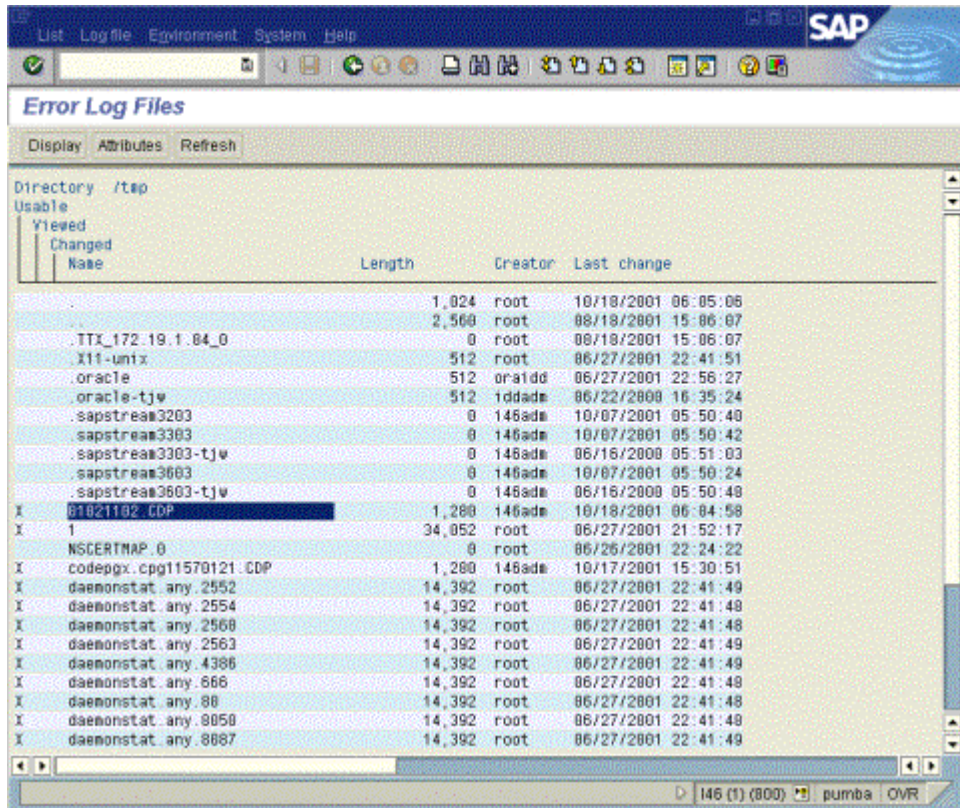 List Logfile Environment System Help
SAP
Error Log Files
Display Attributes Refresh
Directory /tmp
Usable
Viewed
Changed
Name Length Creator Last change
. 1,024 root 10/18/2001 06:05:06
.. 2,560 root 08/18/2001 15:06:07
.TTX_172.19.1.84_0 0 root 08/18/2001 15:06:07
.X11-unix 512 root 06/27/2001 22:41:51
.oracle 512 oraidd 06/27/2001 22:56:27
.oracle-tjw 512 iddadm 06/22/2000 16:35:24
.sapstream3203 0 i46adm 10/07/2001 05:50:40
.sapstream3303 0 i46adm 10/07/2001 05:50:42
.sapstream3303-tjw 0 i46adm 06/16/2000 05:51:03
.sapstream3603 0 i46adm 10/07/2001 05:50:24
.sapstream3603-tjw 0 i46adm 06/16/2000 05:50:48
X 01021102.CDP 1,280 i46adm 10/18/2001 06:04:58
X 1 34,052 root 06/27/2001 21:52:17
NSCERTMAP.0 0 root 06/26/2001 22:24:22
X codepgx.cpg11570121.CDP 1,280 i46adm 10/17/2001 15:30:51
X daemonstat.any.2552 14,392 root 06/27/2001 22:41:49
X daemonstat.any.2554 14,392 root 06/27/2001 22:41:48
X daemonstat.any.2560 14,392 root 06/27/2001 22:41:48
X daemonstat.any.2563 14,392 root 06/27/2001 22:41:49
X daemonstat.any.4386 14,392 root 06/27/2001 22:41:49
X daemonstat.any.666 14,392 root 06/27/2001 22:41:48
X daemonstat.any.80 14,392 root 06/27/2001 22:41:48
X daemonstat.any.8050 14,392 root 06/27/2001 22:41:48
X daemonstat.any.8087 14,392 root 06/27/2001 22:41:49
I46 (1) (800) pumba OVR